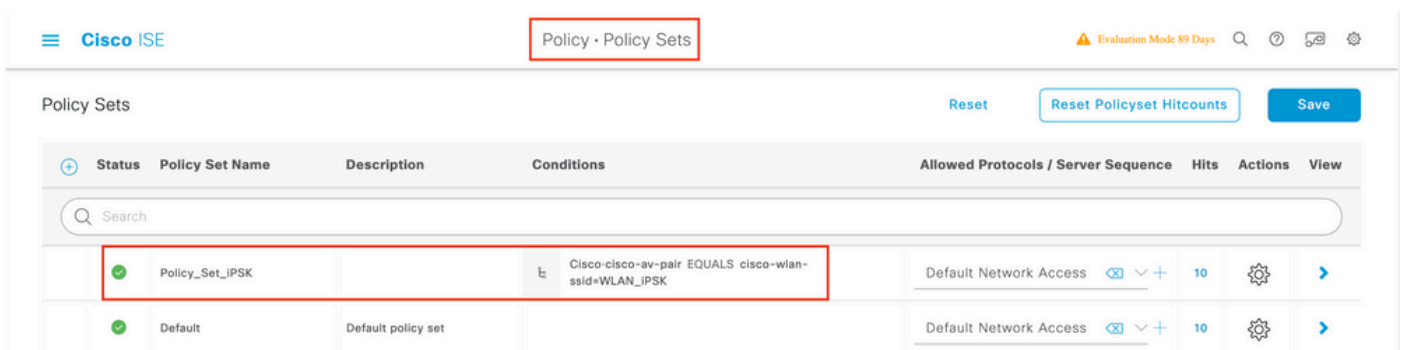 Cisco ISE
Policy · Policy Sets
Evaluation Mode 89 Days
Policy Sets
Reset
Reset Policyset Hitcounts
Save
Status Policy Set Name Description Conditions Allowed Protocols / Server Sequence Hits Actions View
Search
Policy_Set_iPSK
Cisco-cisco-av-pair EQUALS cisco-wlan-
ssid=WLAN_iPSK
Default Network Access
10
Default
Default policy set
Default Network Access
10